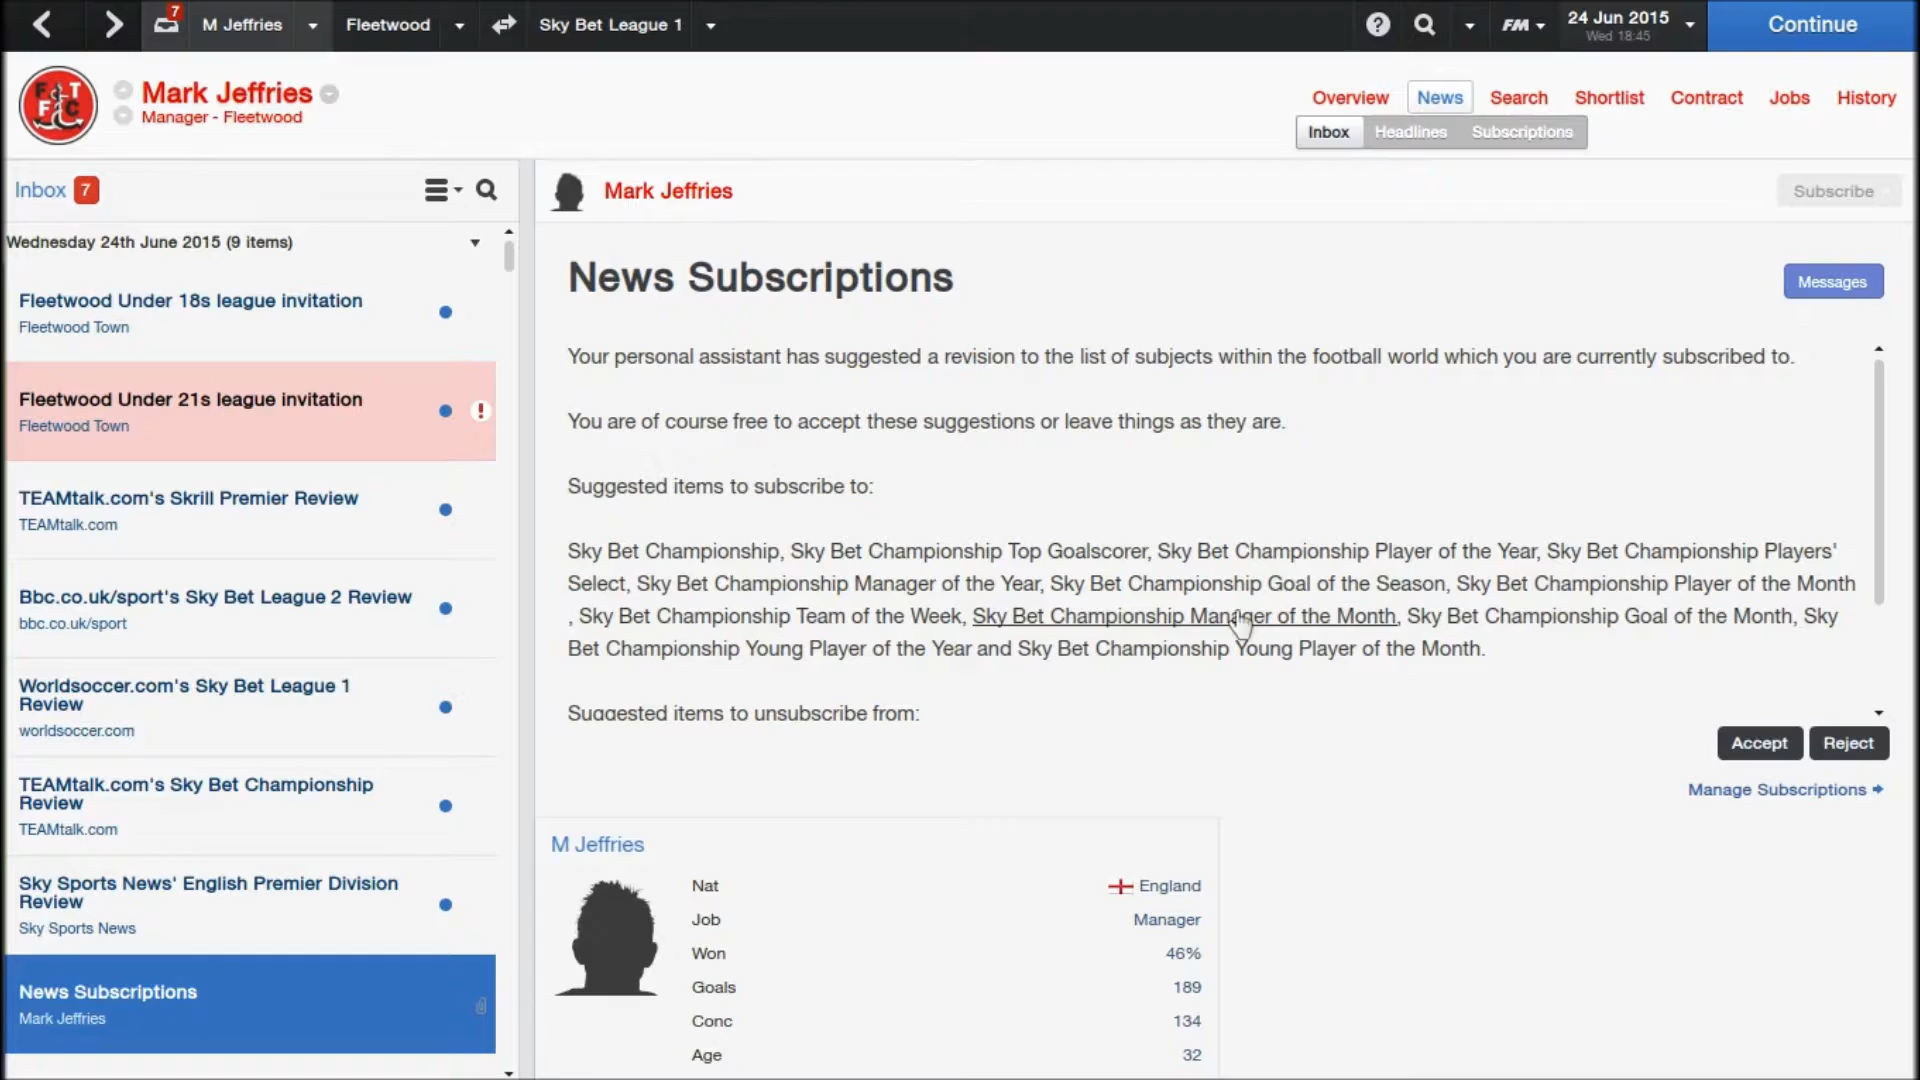 7
M Jeffries
Fleetwood
Sky Bet League 1
?
FM
24 Jun 2015
Wed 18:45
Continue
F T
F C
Mark Jeffries
Manager - Fleetwood
Overview
News
Search
Shortlist
Contract
Jobs
History
Inbox
Headlines
Subscriptions
Inbox 7
Mark Jeffries
Subscribe
Wednesday 24th June 2015 (9 items)
Fleetwood Under 18s league invitation
Fleetwood Town
Fleetwood Under 21s league invitation
Fleetwood Town
!
TEAMtalk.com's Skrill Premier Review
TEAMtalk.com
Bbc.co.uk/sport's Sky Bet League 2 Review
bbc.co.uk/sport
Worldsoccer.com's Sky Bet League 1
Review
worldsoccer.com
TEAMtalk.com's Sky Bet Championship
Review
TEAMtalk.com
Sky Sports News' English Premier Division
Review
Sky Sports News
News Subscriptions
Mark Jeffries
News Subscriptions
Messages
Your personal assistant has suggested a revision to the list of subjects within the football world which you are currently subscribed to.
You are of course free to accept these suggestions or leave things as they are.
Suggested items to subscribe to:
Sky Bet Championship, Sky Bet Championship Top Goalscorer, Sky Bet Championship Player of the Year, Sky Bet Championship Players'
Select, Sky Bet Championship Manager of the Year, Sky Bet Championship Goal of the Season, Sky Bet Championship Player of the Month
, Sky Bet Championship Team of the Week, Sky Bet Championship Manager of the Month, Sky Bet Championship Goal of the Month, Sky
Bet Championship Young Player of the Year and Sky Bet Championship Young Player of the Month.
Suggested items to unsubscribe from:
Accept
Reject
Manage Subscriptions
M Jeffries
Nat England
Job Manager
Won 46%
Goals 189
Conc 134
Age 32